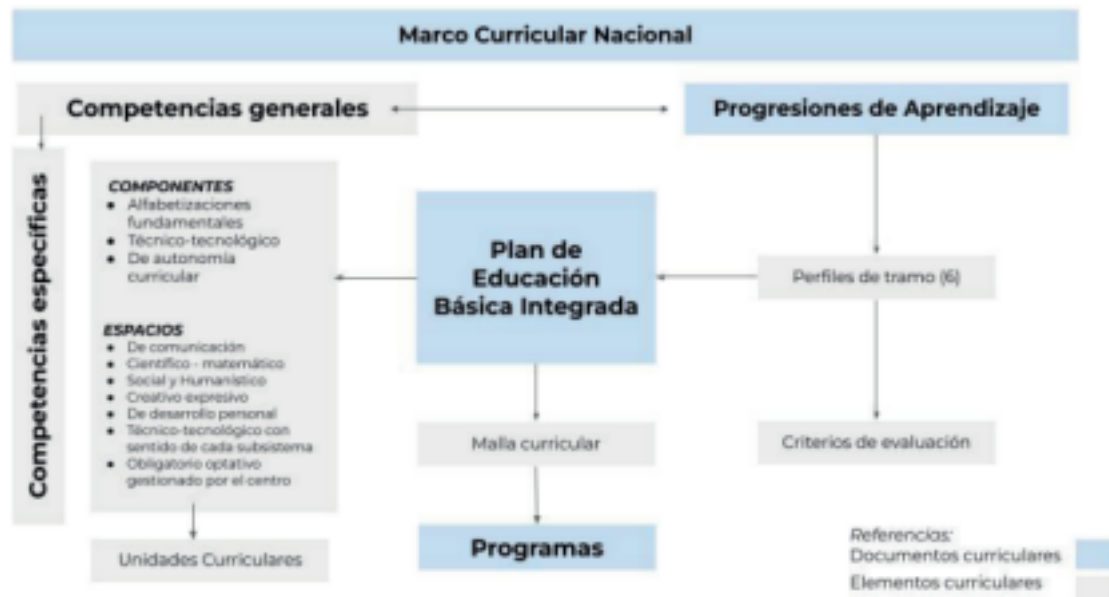 Marco Curricular Nacional
Competencias generales
Progresiones de Aprendizaje
Competencias específicas
COMPONENTES
● Alfabetizaciones
fundamentales
● Técnico-tecnológico
● De autonomía
curricular
ESPACIOS
● De comunicación
● Científico - matemático
● Social y Humanístico
● Creativo expresivo
● De desarrollo personal
● Técnico-tecnológico con
sentido de cada subsistema
● Obligatorio optativo
gestionado por el centro
Plan de
Educación
Básica Integrada
Perfiles de tramo (6)
Malla curricular
Criterios de evaluación
Unidades Curriculares
Programas
Referencias:
Documentos curriculares
Elementos curriculares